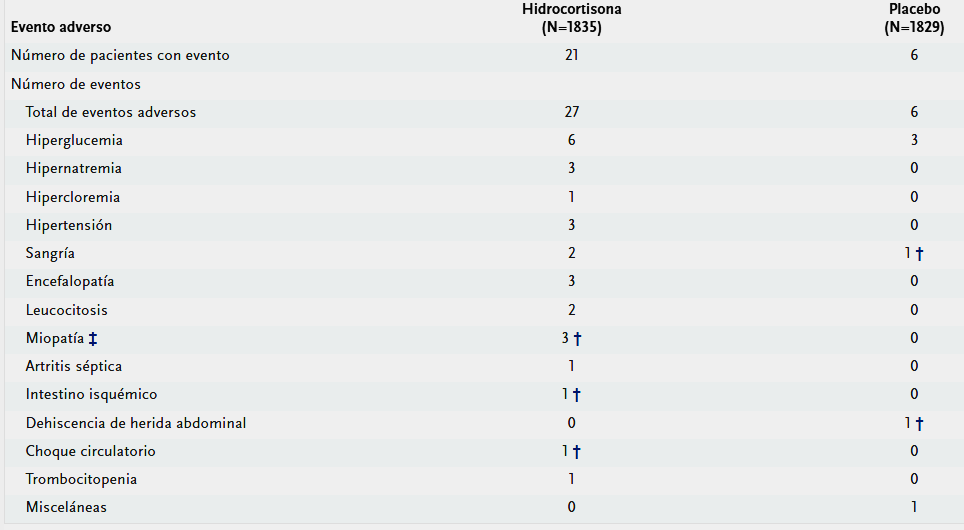 Evento adverso Hidrocortisona (N=1835) Placebo (N=1829)
Número de pacientes con evento 21 6
Número de eventos
Total de eventos adversos 27 6
Hiperglucemia 6 3
Hipernatremia 3 0
Hipercloremia 1 0
Hipertensión 3 0
Sangría 2 1 †
Encefalopatía 3 0
Leucocitosis 2 0
Miopatía ‡ 3 † 0
Artritis séptica 1 0
Intestino isquémico 1 † 0
Dehiscencia de herida abdominal 0 1 †
Choque circulatorio 1 † 0
Trombocitopenia 1 0
Misceláneas 0 1